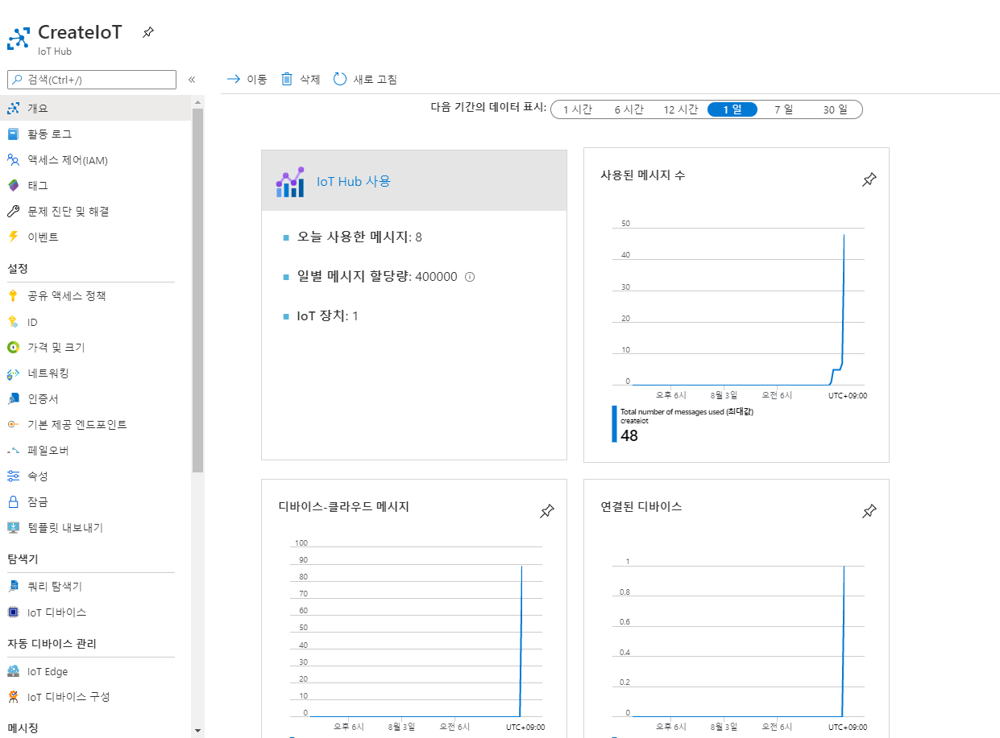 CreateIoT
IoT Hub
검색(Ctrl+/)
«
이동
삭제
새로 고침
개요
활동 로그
액세스 제어(IAM)
태그
문제 진단 및 해결
이벤트
설정
공유 액세스 정책
ID
가격 및 크기
네트워킹
인증서
기본 제공 엔드포인트
페일오버
속성
잠금
템플릿 내보내기
탐색기
쿼리 탐색기
IoT 디바이스
자동 디바이스 관리
IoT Edge
IoT 디바이스 구성
메시징
다음 기간의 데이터 표시: 1 시간 6 시간 12 시간 1 일 7 일 30 일
IoT Hub 사용
오늘 사용한 메시지: 8
일별 메시지 할당량: 400000
IoT 장치: 1
사용된 메시지 수
50
40
30
20
10
0
오후 6시 8월 3일 오전 6시 UTC+09:00
Total number of messages used (최대값)
createiot
48
디바이스-클라우드 메시지
100
90
80
70
60
50
40
30
20
10
0
오후 6시 8월 3일 오전 6시 UTC+09:00
연결된 디바이스
1
0.8
0.6
0.4
0.2
0
오후 6시 8월 3일 오전 6시 UTC+09:00